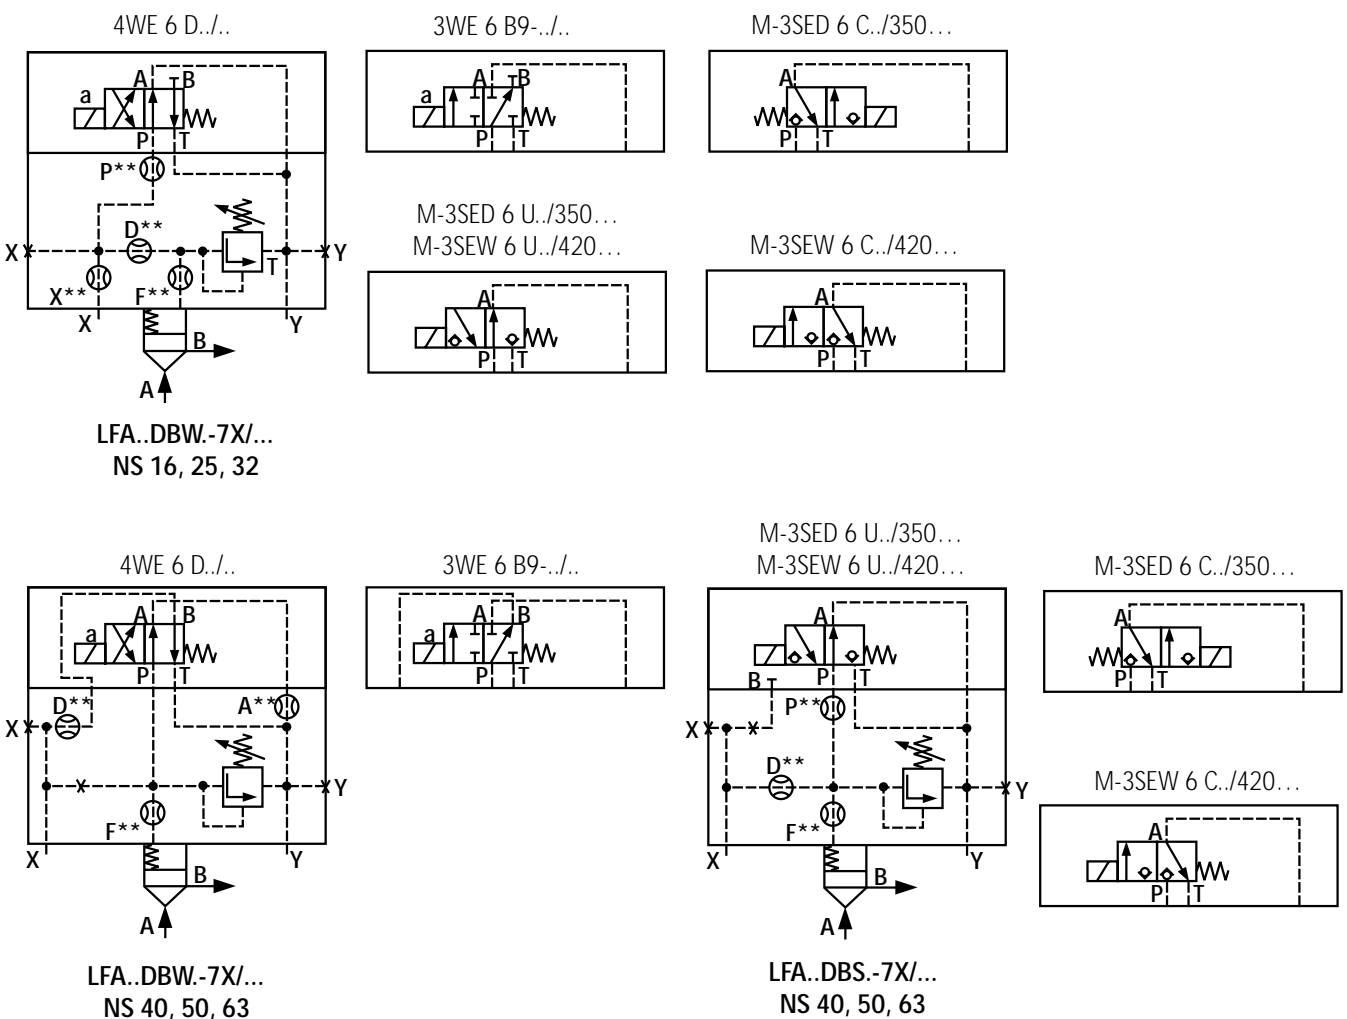 4WE 6 D../..
3WE 6 B9-../..
M-3SED 6 C../350...
A B
a
P T
P**
D**
X Y
T
X** F**
X Y
B
A
LFA..DBW.-7X/...
NS 16, 25, 32
A B
a
P T
A
P T
M-3SED 6 U../350...
M-3SEW 6 U../420...
A
P T
M-3SEW 6 C../420...
A
P T
4WE 6 D../..
A B
a
P T
D** A**
X
Y
F**
X Y
B
A
LFA..DBW.-7X/...
NS 40, 50, 63
3WE 6 B9-../..
A B
a
P T
M-3SED 6 U../350...
M-3SEW 6 U../420...
A
P T
B
P**
X
D**
Y
F**
X Y
B
A
LFA..DBS.-7X/...
NS 40, 50, 63
M-3SED 6 C../350...
A
P T
M-3SEW 6 C../420...
A
P T